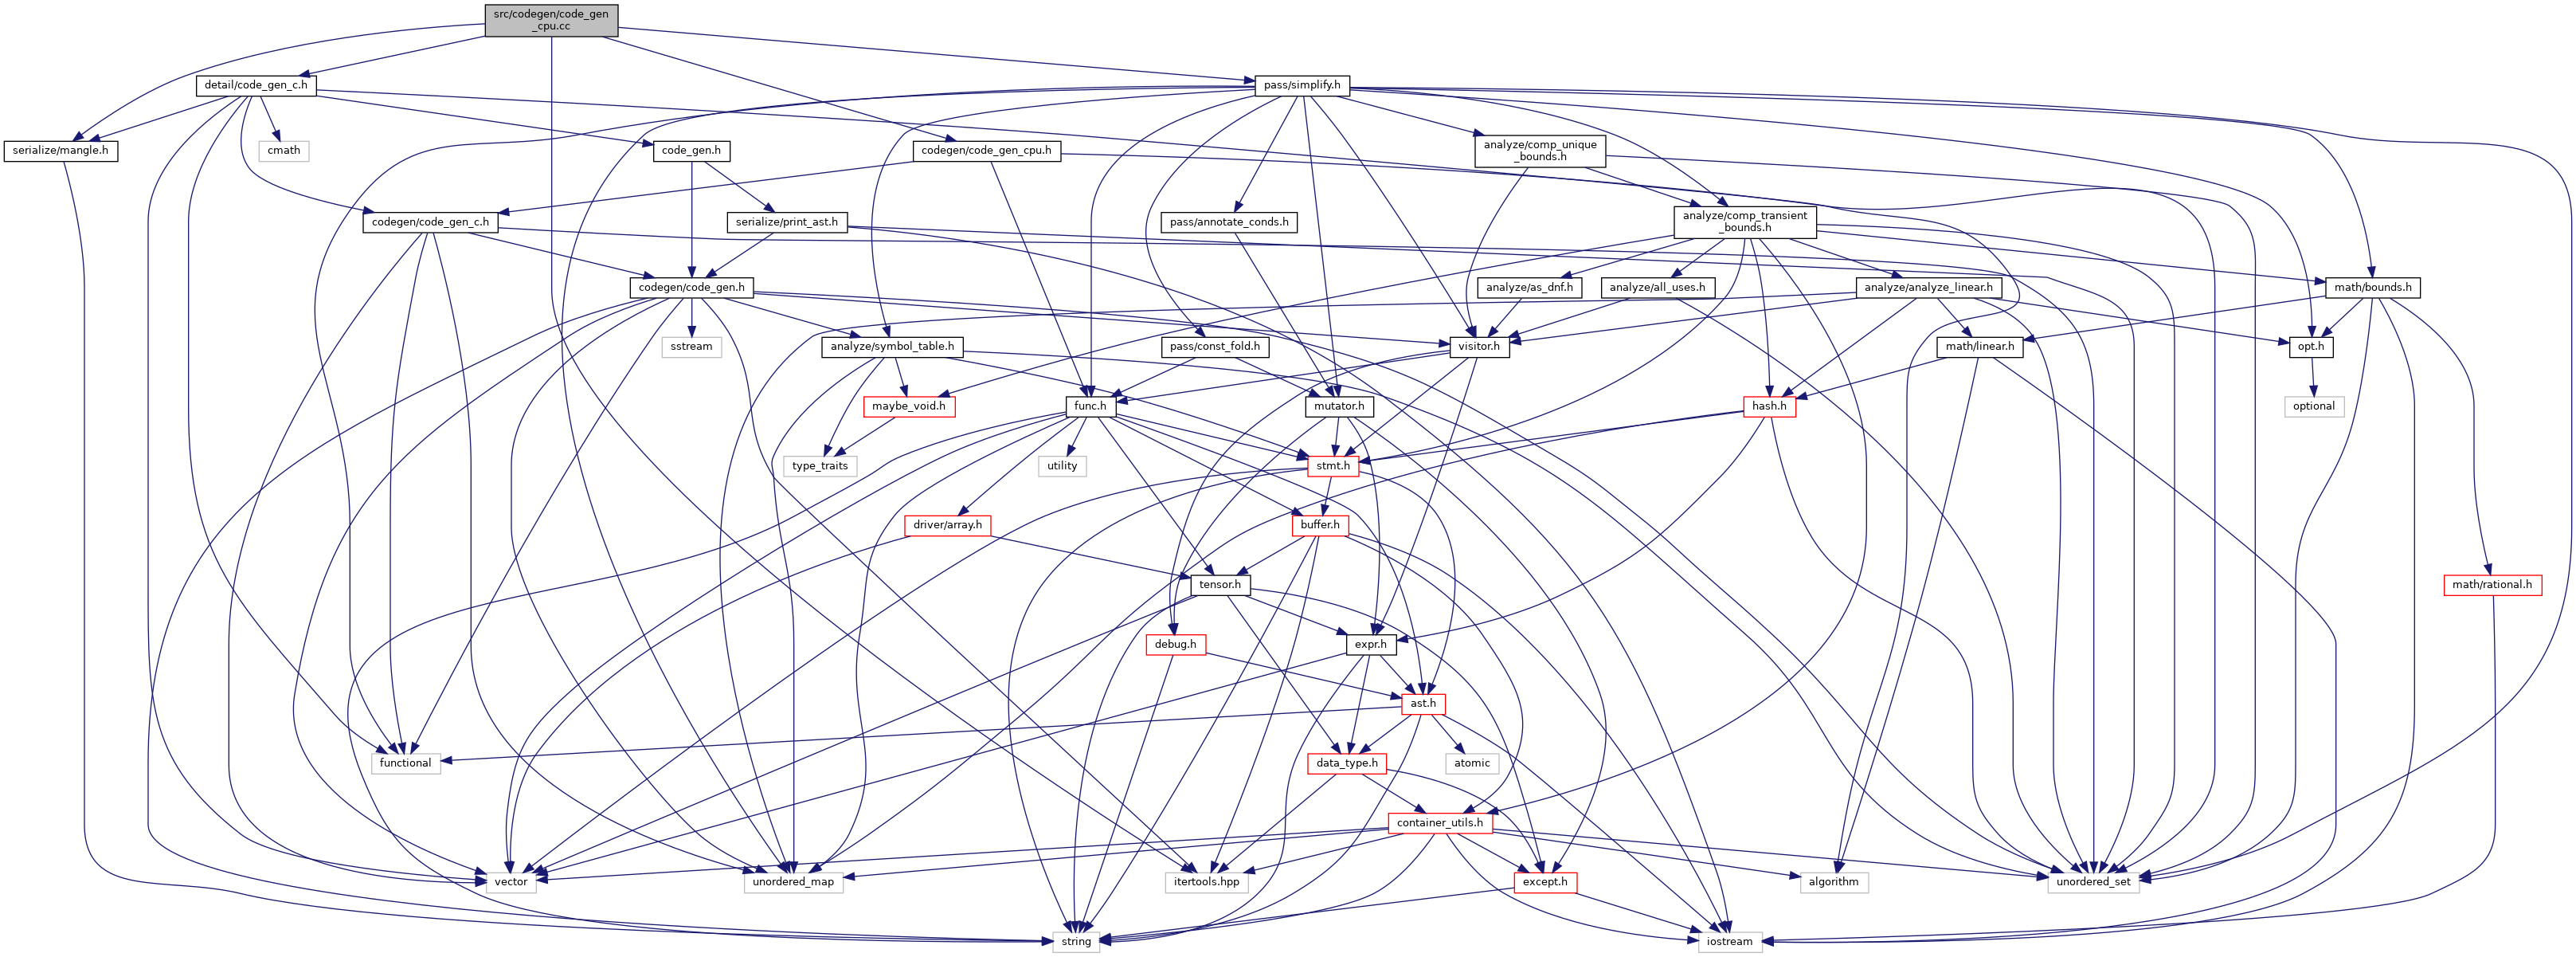 src/codegen/code_gen
_cpu.cc
detail/code_gen_c.h
pass/simplify.h
serialize/mangle.h
cmath
code_gen.h
codegen/code_gen_cpu.h
analyze/comp_unique
_bounds.h
codegen/code_gen_c.h
serialize/print_ast.h
pass/annotate_conds.h
analyze/comp_transient
_bounds.h
codegen/code_gen.h
analyze/as_dnf.h
analyze/all_uses.h
analyze/analyze_linear.h
math/bounds.h
sstream
analyze/symbol_table.h
pass/const_fold.h
visitor.h
math/linear.h
opt.h
maybe_void.h
func.h
mutator.h
hash.h
optional
type_traits
utility
stmt.h
driver/array.h
buffer.h
tensor.h
math/rational.h
debug.h
expr.h
ast.h
functional
data_type.h
atomic
container_utils.h
vector
unordered_map
itertools.hpp
except.h
algorithm
unordered_set
string
iostream